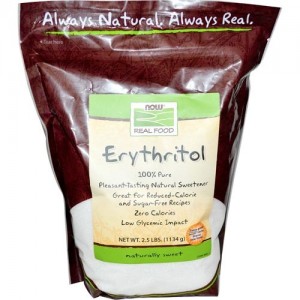 Always Natural. Always Real.
now
REAL FOOD
Erythritol
100% Pure
Pleasant-Tasting Natural Sweetener
Great for Reduced-Calorie
and Sugar-Free Recipes
Zero Calories
Low Glycemic Impact
NET WT. 2.5 LBS. (1134 g)
naturally sweet